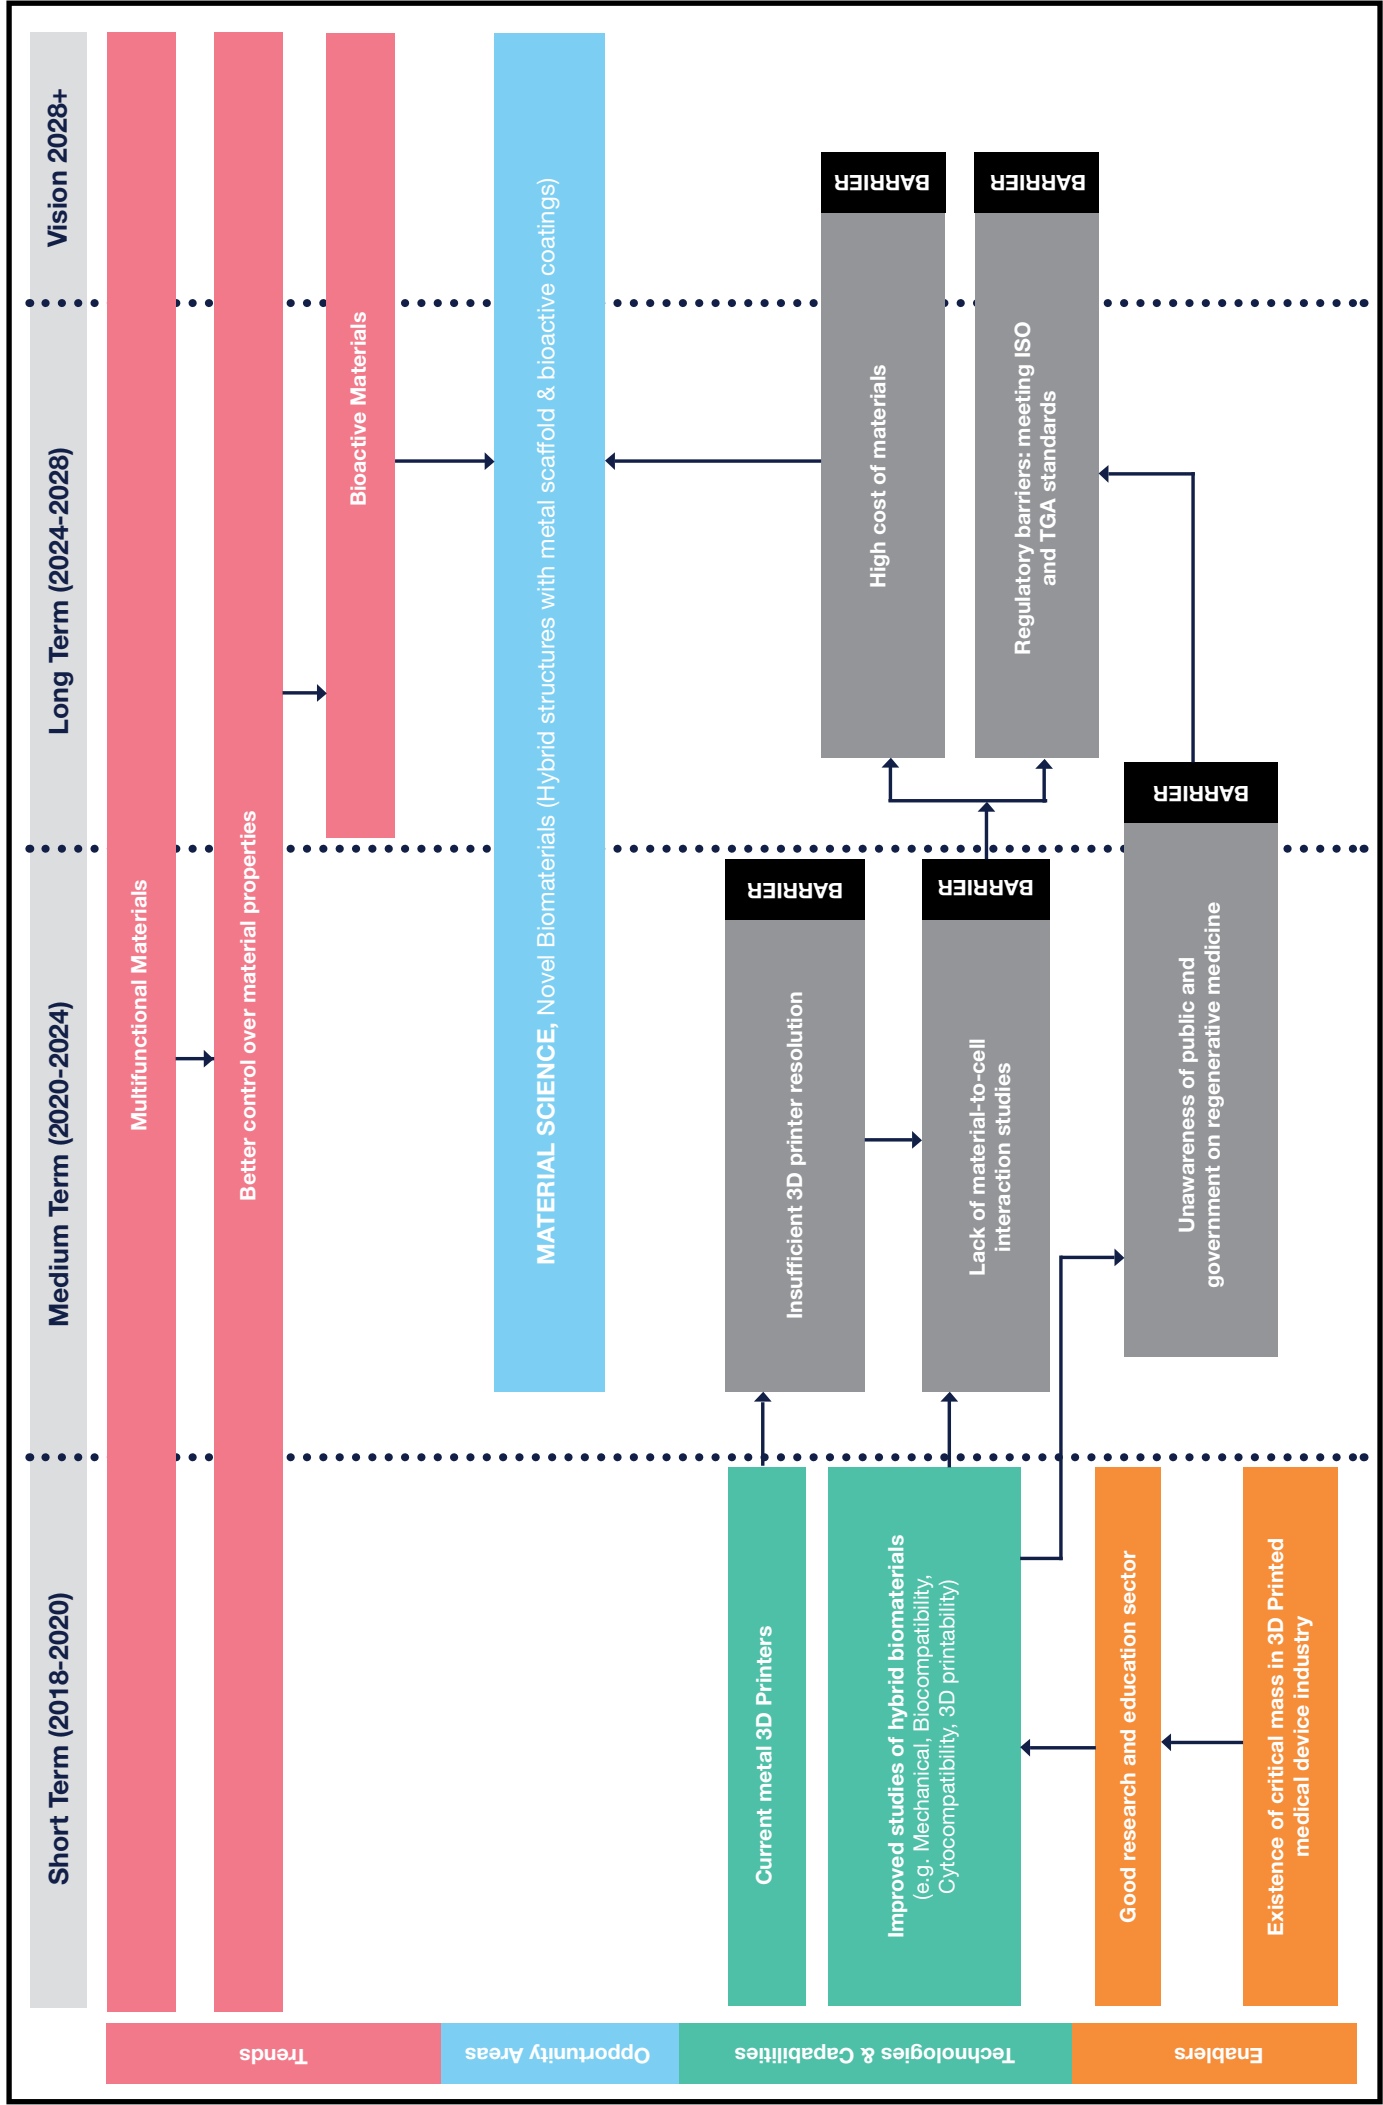 Short Term (2018-2020)
Medium Term (2020-2024)
Long Term (2024-2028)
Vision 2028+
Trends
Multifunctional Materials
Better control over material properties
Bioactive Materials
Opportunity Areas
MATERIAL SCIENCE, Novel Biomaterials (Hybrid structures with metal scaffold & bioactive coatings)
Technologies & Capabilities
Current metal 3D Printers
Insufficient 3D printer resolution
BARRIER
High cost of materials
BARRIER
Improved studies of hybrid biomaterials
(e.g. Mechanical, Biocompatibility,
Cytocompatibility, 3D printability)
Lack of material-to-cell
interaction studies
BARRIER
Regulatory barriers: meeting ISO
and TGA standards
BARRIER
Enablers
Good research and education sector
Unawareness of public and
government on regenerative medicine
BARRIER
Existence of critical mass in 3D Printed
medical device industry